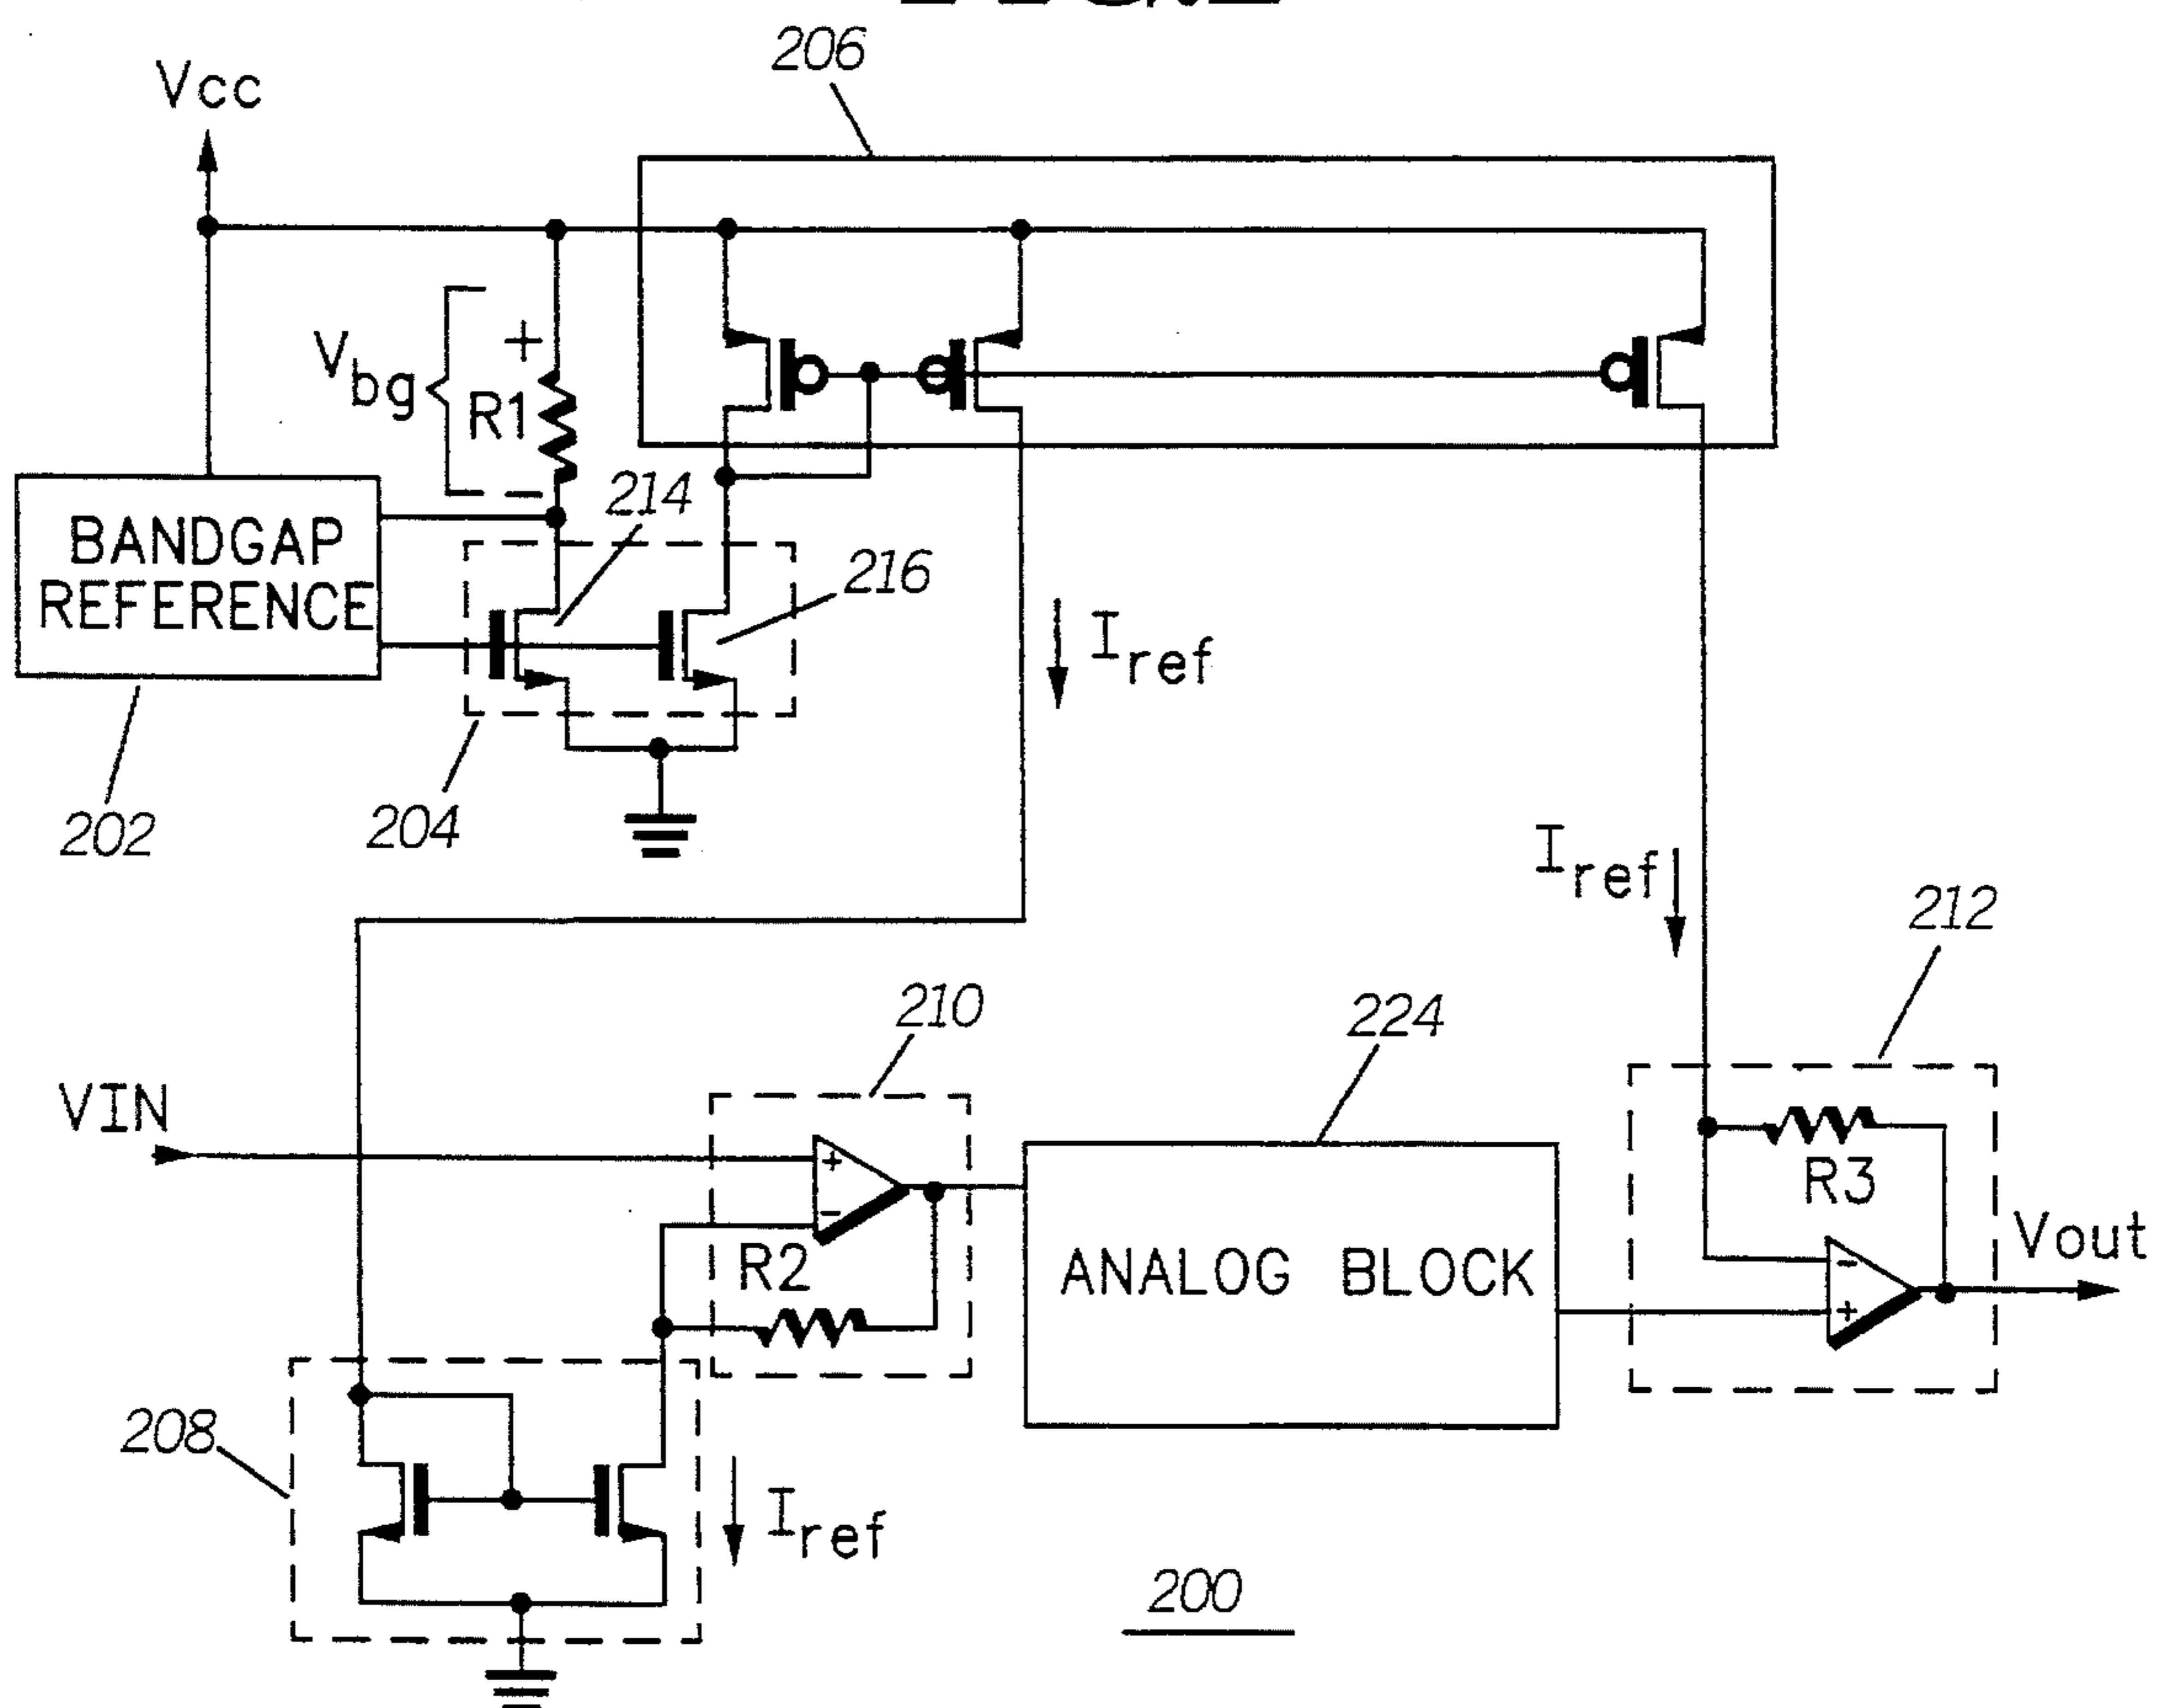 206
Vcc
+
Vbg
R1
214
BANDGAP
REFERENCE
216
Iref
202
204
Iref
212
210
224
VIN
+
-
R3
R2
ANALOG BLOCK
Vout
-
+
208
Iref
200